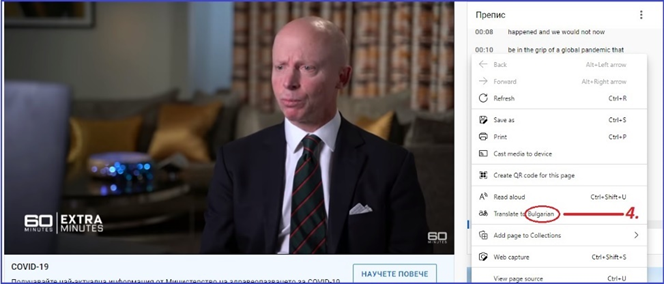 Препис
00:08 happened and we would not now
00:10 be in the grip of a global pandemic that
Back Alt+Left arrow
Forward Alt+Right arrow
Refresh Ctrl+R
Save as Ctrl+S
Print Ctrl+P
Cast media to device
Create QR code for this page
Read aloud Ctrl+Shift+U
Translate to Bulgarian 4.
Add page to Collections
Web capture Ctrl+Shift+S
View page source Ctrl+U
60 MINUTES EXTRA MINUTES
60 MINUTES
COVID-19
Получавайте най-актуална информация от Министерство на здравеопазването за COVID-19
НАУЧЕТЕ ПОВЕЧЕ